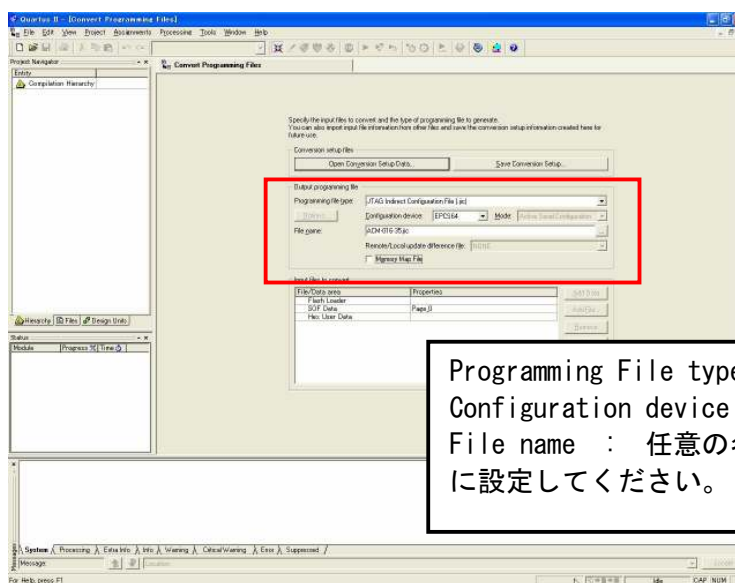 Quartus II - [Convert Programming Files]
File Edit View Project Assignments Processing Tools Window Help
Project Navigator
Convert Programming Files
Entity
Compilation Hierarchy
Specify the input files to convert and the type of programming file to generate.
You can also import input file information from other files and save the conversion setup information created here for
future use.
Conversion setup files
Open Conversion Setup Data...
Save Conversion Setup...
Output programming file
Programming file type:
JTAG Indirect Configuration File (.jic)
Options...
Configuration device:
EPCS64
Mode:
Active Serial Configuration
File name:
Remote/Local update difference file:
NONE
Memory Map File
Input files to convert
File/Data area
Properties
Add Data
Flash Loader
SOF Data
Page_0
Add File...
Hex User Data
Remove
Hierarchy
Files
Design Units
Status
Module
Progress %
Time
Programming File type
Configuration device
File name : 任意の
に設定してください。
System
Processing
Extra Info
Info
Warning
Critical Warning
Error
Suppressed
Messages
Message:
Location:
Locate
For Help, press F1
Idle
CAP
NUM